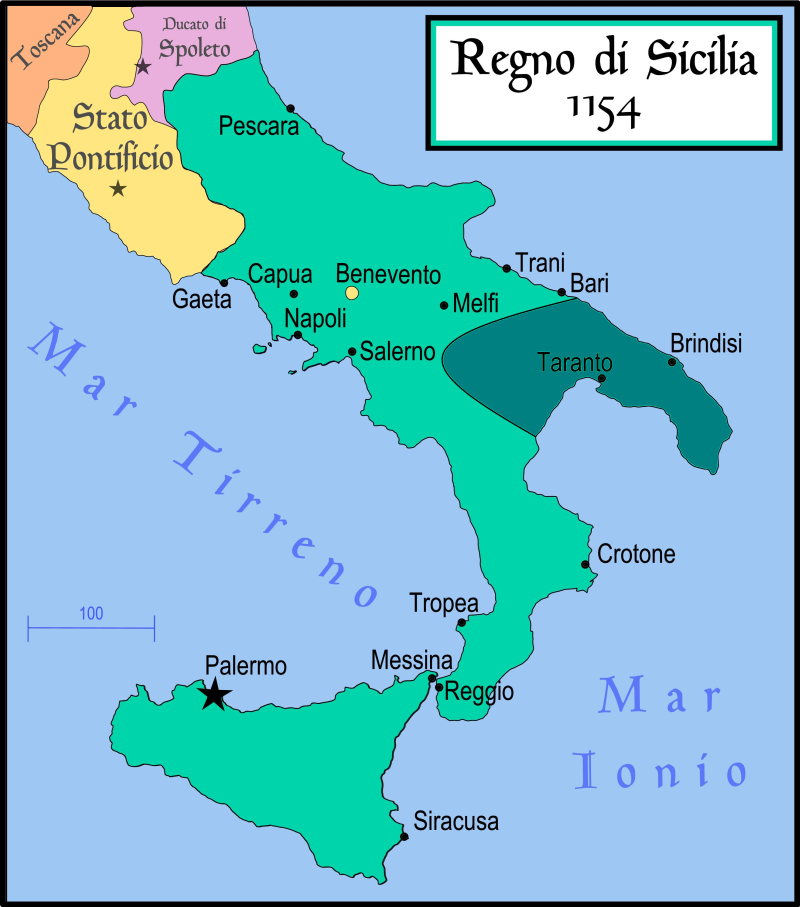 Toscana
Ducato di
Spoleto
Regno di Sicilia
1154
Stato
Pontificio
Pescara
Trani
Bari
Capua
Benevento
Gaeta
Melfi
Napoli
Salerno
Brindisi
Taranto
Mar Tirreno
Crotone
Tropea
100
Messina
Palermo
Reggio
Mar
Ionio
Siracusa